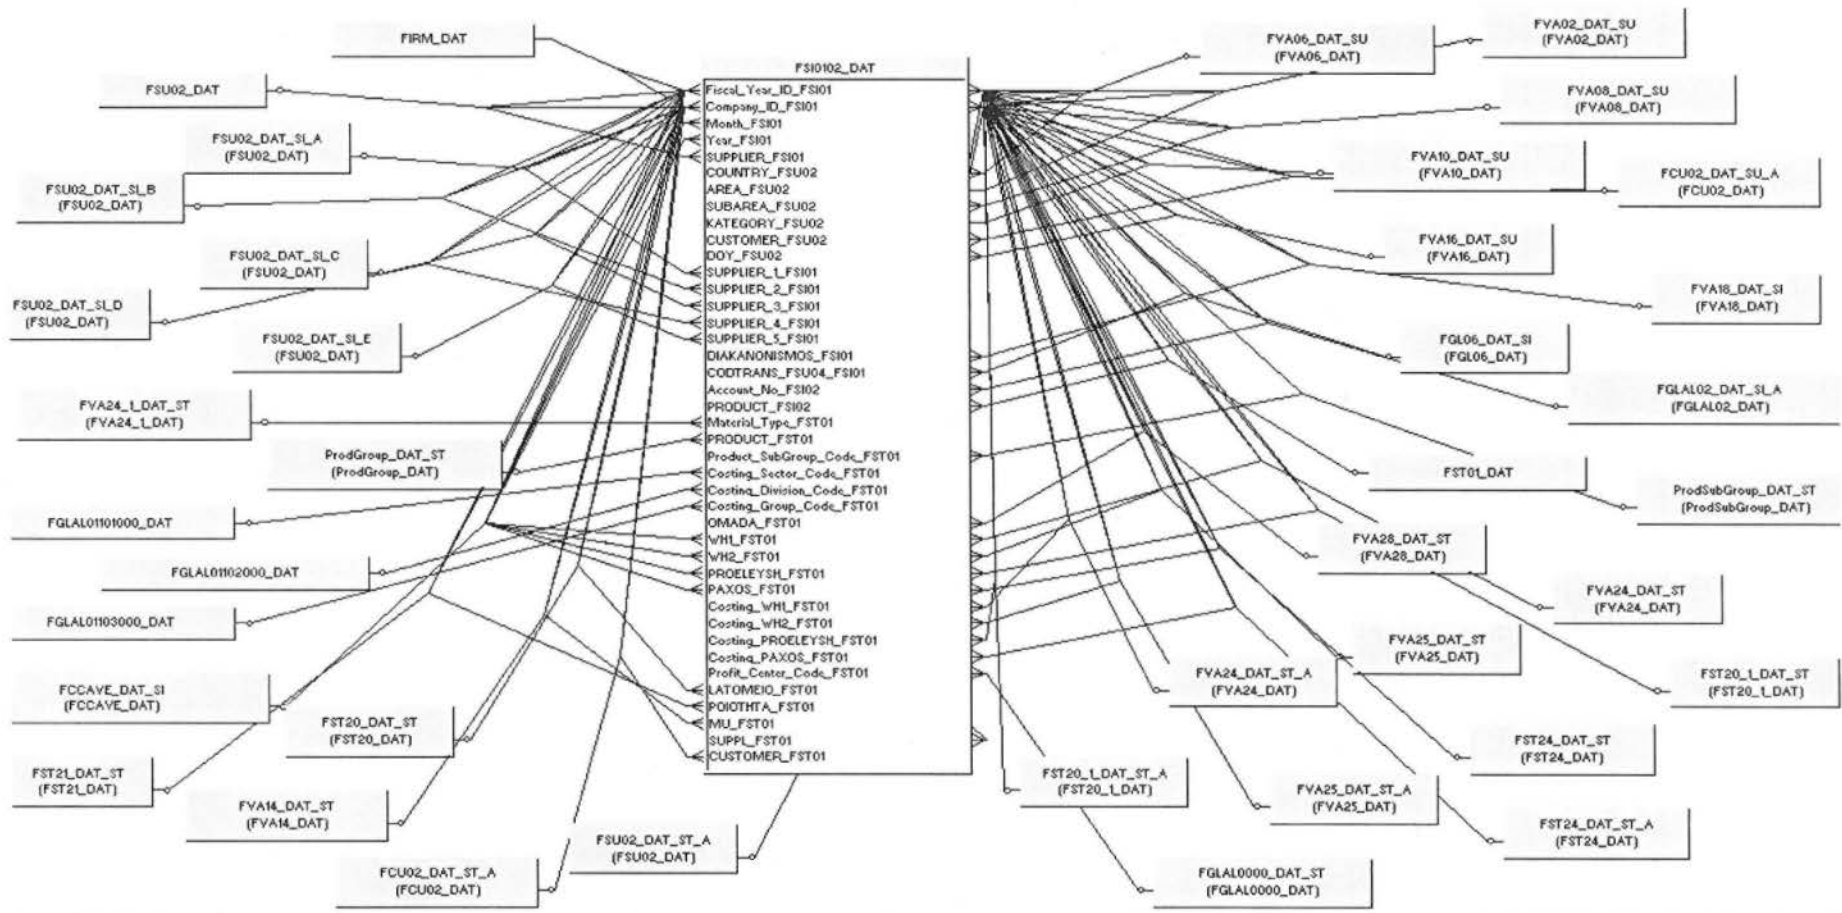 FIRM_DAT
FSU02_DAT
FSU02_DAT_SI_A
(FSU02_DAT)
FSU02_DAT_SI_B
(FSU02_DAT)
FSU02_DAT_SI_C
(FSU02_DAT)
FSU02_DAT_SI_D
(FSU02_DAT)
FSU02_DAT_SI_E
(FSU02_DAT)
FVA24_1_DAT_ST
(FVA24_1_DAT)
ProdGroup_DAT_ST
(ProdGroup_DAT)
FGLAL01101000_DAT
FGLAL01102000_DAT
FGLAL01103000_DAT
FCCAVE_DAT_SI
(FCCAVE_DAT)
FST20_DAT_ST
(FST20_DAT)
FST21_DAT_ST
(FST21_DAT)
FVA14_DAT_ST
(FVA14_DAT)
FCU02_DAT_ST_A
(FCU02_DAT)
FSU02_DAT_ST_A
(FSU02_DAT)
FSI0102_DAT
Fiscal_Year_ID_FSI01
Company_ID_FSI01
Month_FSI01
Year_FSI01
SUPPLIER_FSI01
COUNTRY_FSU02
AREA_FSU02
SUBAREA_FSU02
KATEGORY_FSU02
CUSTOMER_FSU02
DOY_FSU02
SUPPLIER_1_FSI01
SUPPLIER_2_FSI01
SUPPLIER_3_FSI01
SUPPLIER_4_FSI01
SUPPLIER_5_FSI01
DIAKANONISMOS_FSI01
CODTRANS_FSU04_FSI01
Account_No_FSI02
PRODUCT_FSI02
Material_Type_FST01
PRODUCT_FST01
Product_SubGroup_Code_FST01
Costing_Sector_Code_FST01
Costing_Division_Code_FST01
Costing_Group_Code_FST01
OMADA_FST01
WH1_FST01
WH2_FST01
PROELEYSH_FST01
PAXOS_FST01
Costing_WH1_FST01
Costing_WH2_FST01
Costing_PROELEYSH_FST01
Costing_PAXOS_FST01
Profit_Center_Code_FST01
LATOMEIO_FST01
POIOTHTA_FST01
MU_FST01
SUPPL_FST01
CUSTOMER_FST01
FVA06_DAT_SU
(FVA06_DAT)
FVA02_DAT_SU
(FVA02_DAT)
FVA08_DAT_SU
(FVA08_DAT)
FVA10_DAT_SU
(FVA10_DAT)
FCU02_DAT_SU_A
(FCU02_DAT)
FVA16_DAT_SU
(FVA16_DAT)
FVA18_DAT_SI
(FVA18_DAT)
FGL06_DAT_SI
(FGL06_DAT)
FGLAL02_DAT_SI_A
(FGLAL02_DAT)
FST01_DAT
ProdSubGroup_DAT_ST
(ProdSubGroup_DAT)
FVA28_DAT_ST
(FVA28_DAT)
FVA24_DAT_ST
(FVA24_DAT)
FVA25_DAT_ST
(FVA25_DAT)
FVA24_DAT_ST_A
(FVA24_DAT)
FST20_1_DAT_ST
(FST20_1_DAT)
FST24_DAT_ST
(FST24_DAT)
FST20_1_DAT_ST_A
(FST20_1_DAT)
FVA25_DAT_ST_A
(FVA25_DAT)
FST24_DAT_ST_A
(FST24_DAT)
FGLAL0000_DAT_ST
(FGLAL0000_DAT)